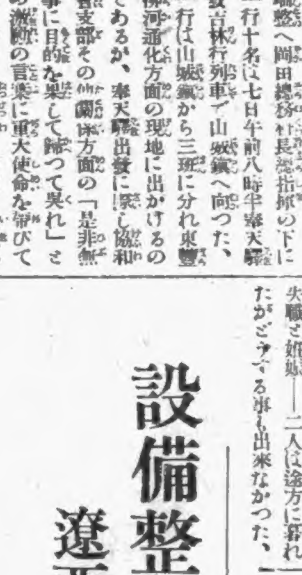 へ岡田總務社長指揮の下に
一行十名は七日午前八時半奉天驛
發吉林行列車で山城鎭へ向つた、
一行は山城鎭から三班に分れ東豐
柳河通化方面の現地に出かけるの
であるが、奉天驛出發に際し協和
會支部その他關係方面の「是非無
事に目的を果して歸つて呉れ」と
の激勵の言葉に重大使命を帶びて
失職と姙娠――二人は途方に暮れ
たがどうする事も出來なかつた、
設備整
遼西